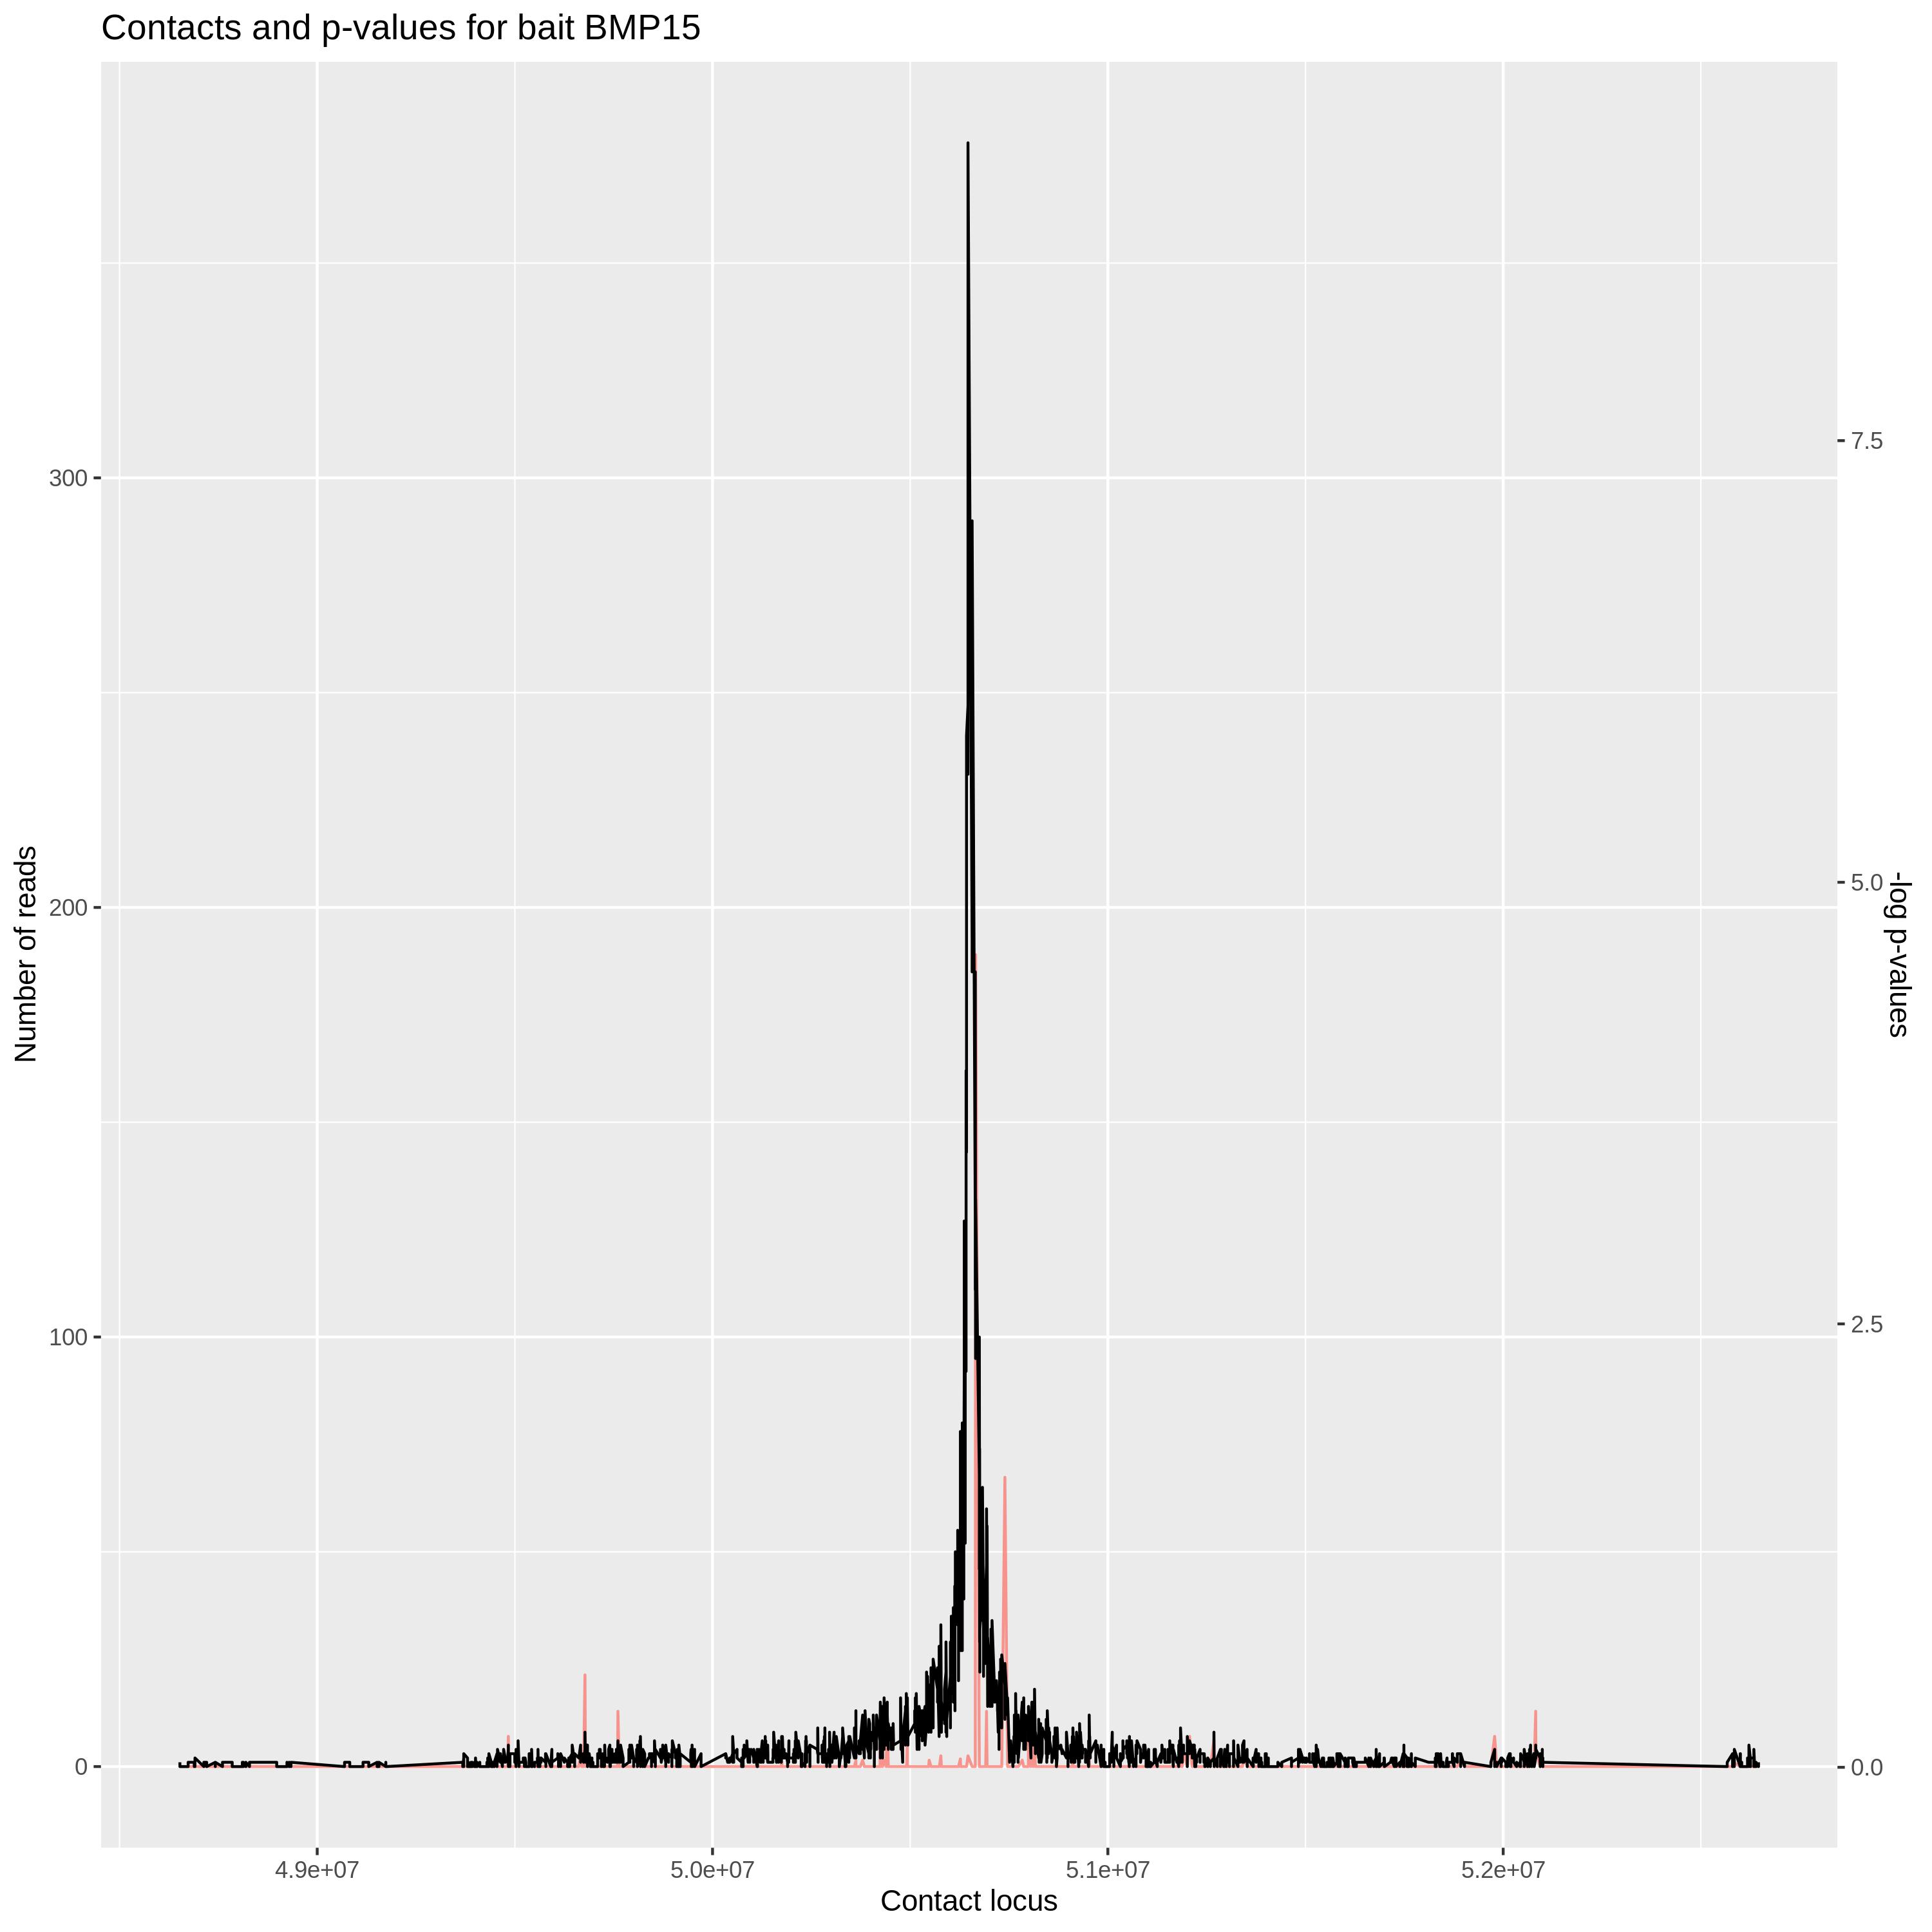 Contacts and p-values for bait BMP15
Number of reads
300
200
100
0
7.5
5.0
2.5
0.0
-log p-values
4.9e+07
5.0e+07
5.1e+07
5.2e+07
Contact locus